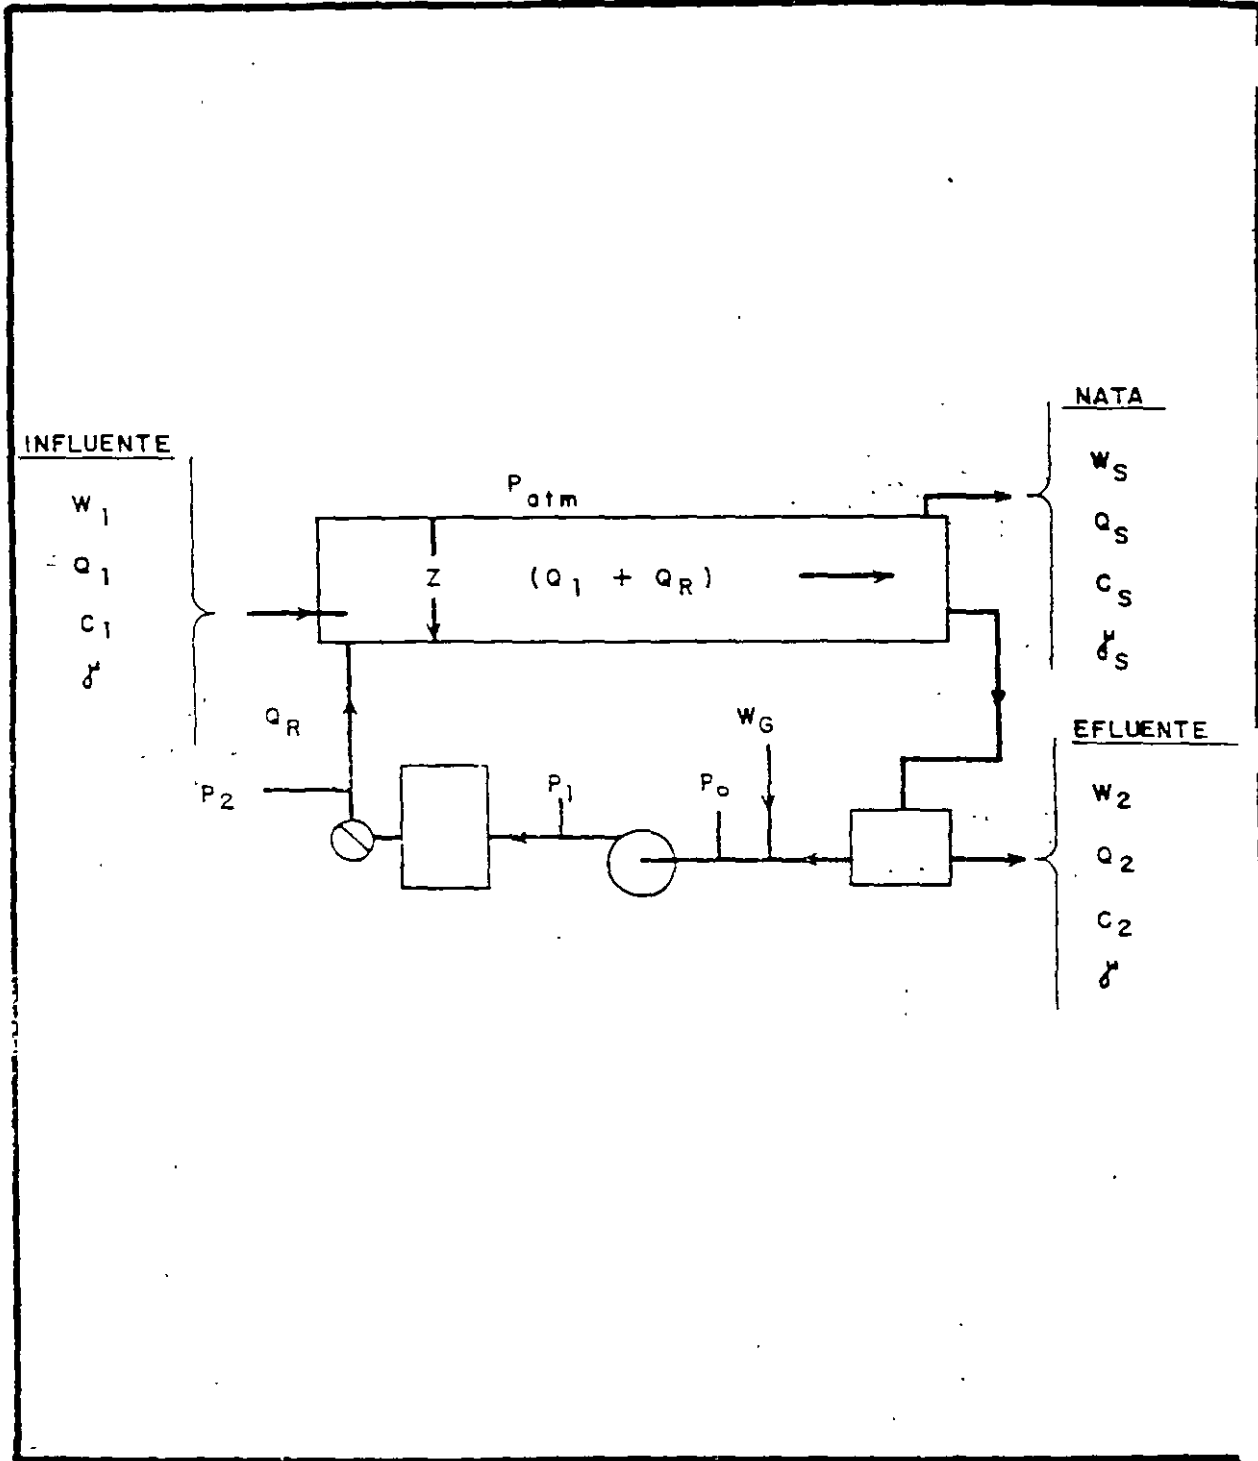 INFLUENTE
W1
Q1
C1
γ
Patm
Z (Q1 + QR)
NATA
WS
QS
CS
γS
QR
P2
P1
Po
WG
EFLUENTE
W2
Q2
C2
γ